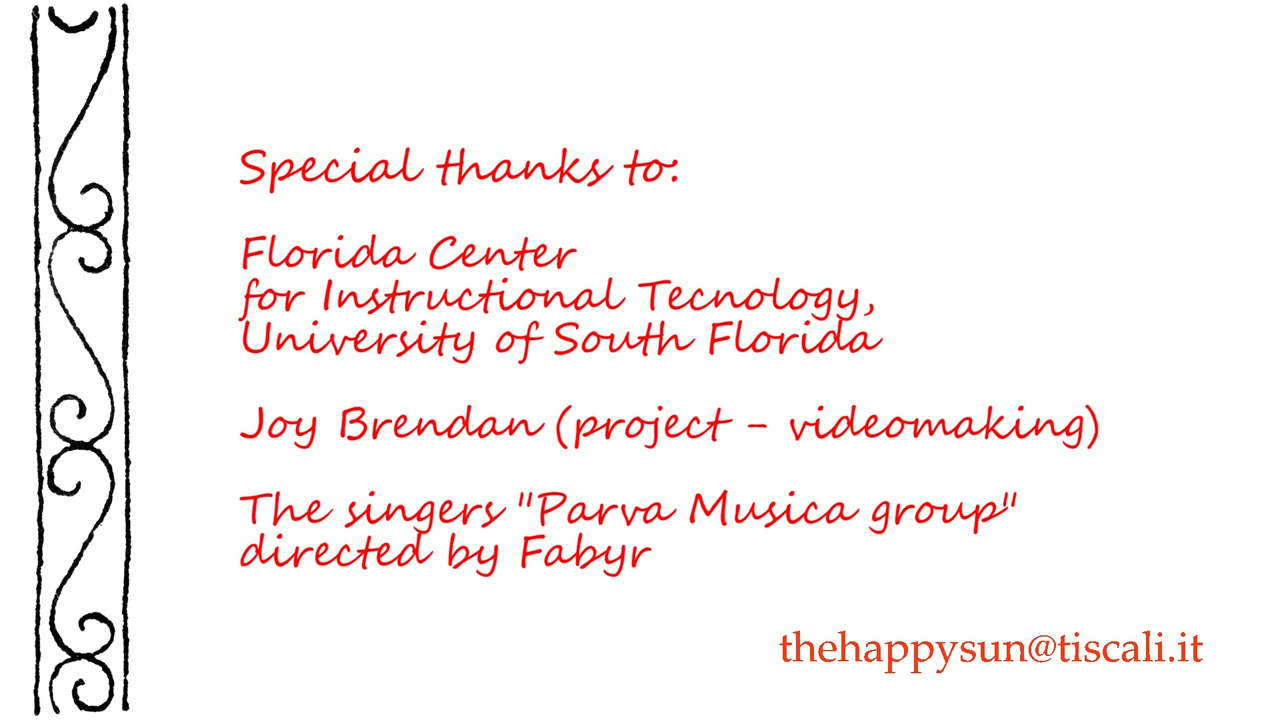 Special thanks to:
Florida Center
for Instructional Tecnology,
University of South Florida
Joy Brendan (project - videomaking)
The singers "Parva Musica group"
directed by Fabyr
thehappysun@tiscali.it